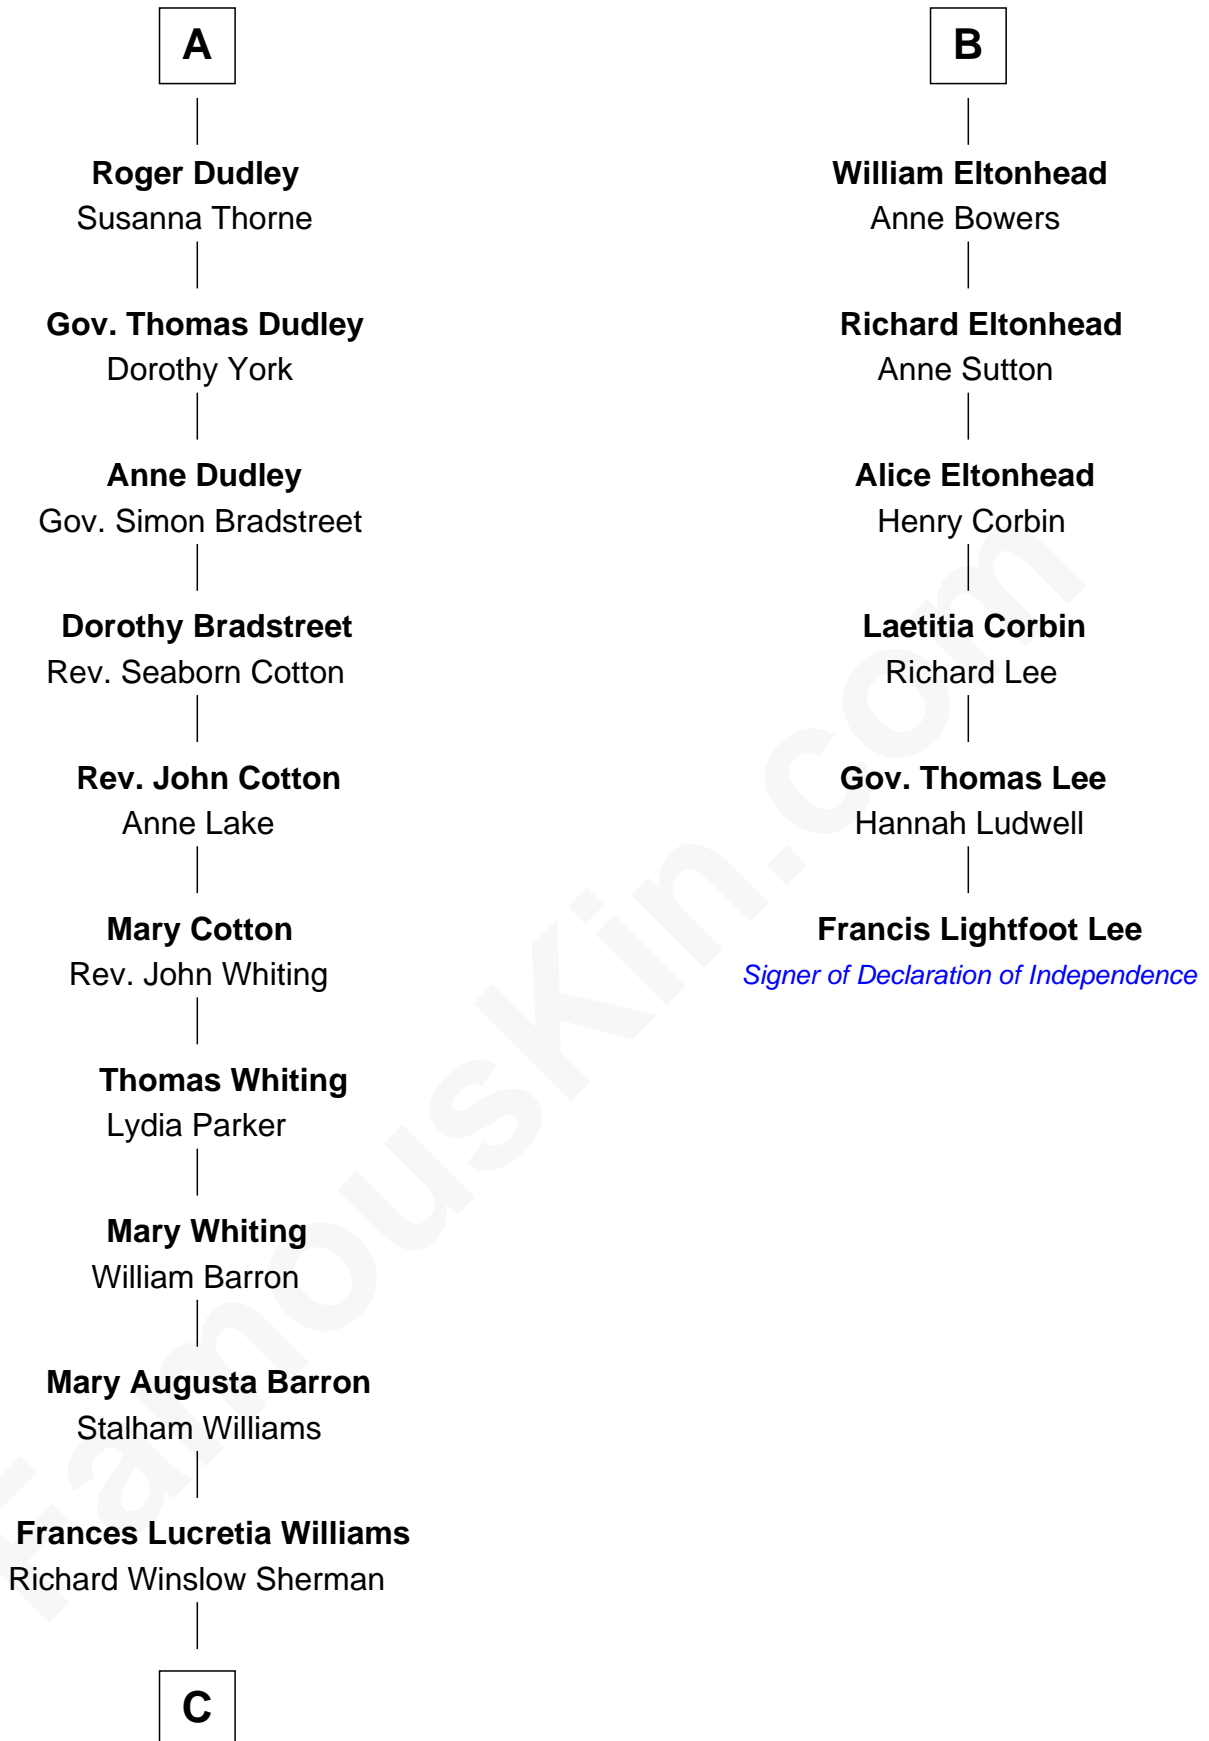 A
Roger Dudley
Susanna Thorne
Gov. Thomas Dudley
Dorothy York
Anne Dudley
Gov. Simon Bradstreet
Dorothy Bradstreet
Rev. Seaborn Cotton
Rev. John Cotton
Anne Lake
Mary Cotton
Rev. John Whiting
Thomas Whiting
Lydia Parker
Mary Whiting
William Barron
Mary Augusta Barron
Stalham Williams
Frances Lucretia Williams
Richard Winslow Sherman
C
B
William Eltonhead
Anne Bowers
Richard Eltonhead
Anne Sutton
Alice Eltonhead
Henry Corbin
Laetitia Corbin
Richard Lee
Gov. Thomas Lee
Hannah Ludwell
Francis Lightfoot Lee
Signer of Declaration of Independence
FamousKin.com